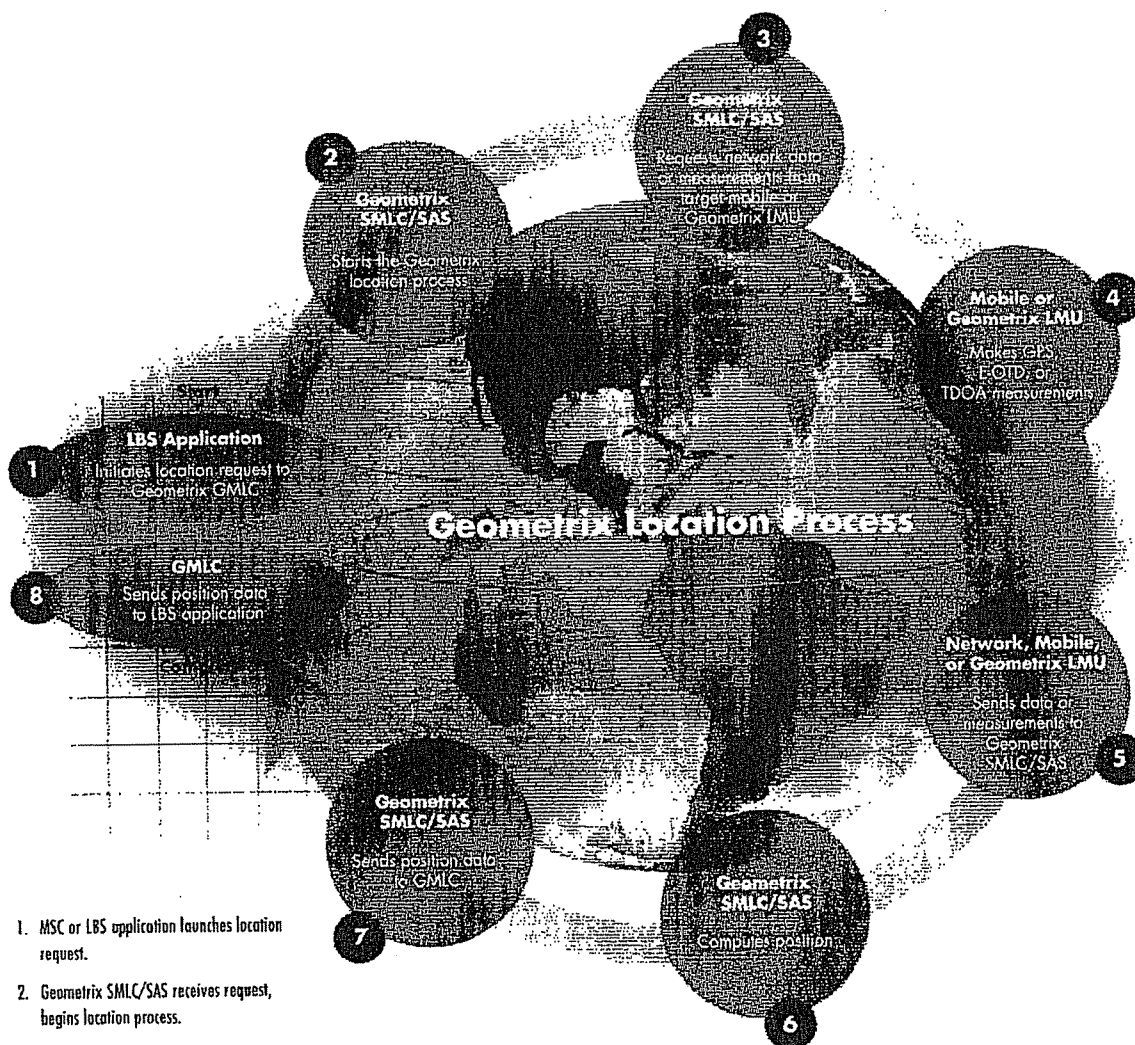 3
Geometrix
SMLC/SAS
Requests network data
or measurements from
target mobile or
Geometrix LMU
2
Geometrix
SMLC/SAS
Starts the Geometrix
location process
4
Mobile or
Geometrix LMU
Makes GPS,
E-OTD, or
TDOA measurements
Start
1
LBS Application
Initiates location request to
Geometrix GMLC
Geometrix Location Process
GMLC
8
Sends position data
to LBS application
Network, Mobile,
or Geometrix LMU
Sends data or
measurements to
Geometrix
SMLC/SAS
5
Geometrix
SMLC/SAS
Sends position data
to GMLC
7
Geometrix
SMLC/SAS
Computes position
6
1. MSC or LBS application launches location
request.
2. Geometrix SMLC/SAS receives request,
begins location process.